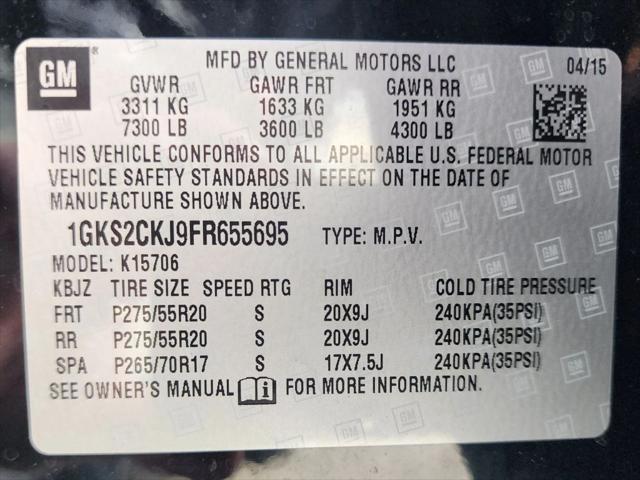 GM
®
MFD BY GENERAL MOTORS LLC 04/15
GVWR GAWR FRT GAWR RR
3311 KG 1633 KG 1951 KG
7300 LB 3600 LB 4300 LB
THIS VEHICLE CONFORMS TO ALL APPLICABLE U.S. FEDERAL MOTOR
VEHICLE SAFETY STANDARDS IN EFFECT ON THE DATE OF
MANUFACTURE SHOWN ABOVE.
1GKS2CKJ9FR655695 TYPE: M.P.V.
MODEL: K15706
KBJZ TIRE SIZE SPEED RTG RIM COLD TIRE PRESSURE
FRT P275/55R20 S 20X9J 240KPA(35PSI)
RR P275/55R20 S 20X9J 240KPA(35PSI)
SPA P265/70R17 S 17X7.5J 240KPA(35PSI)
SEE OWNER'S MANUAL i FOR MORE INFORMATION.